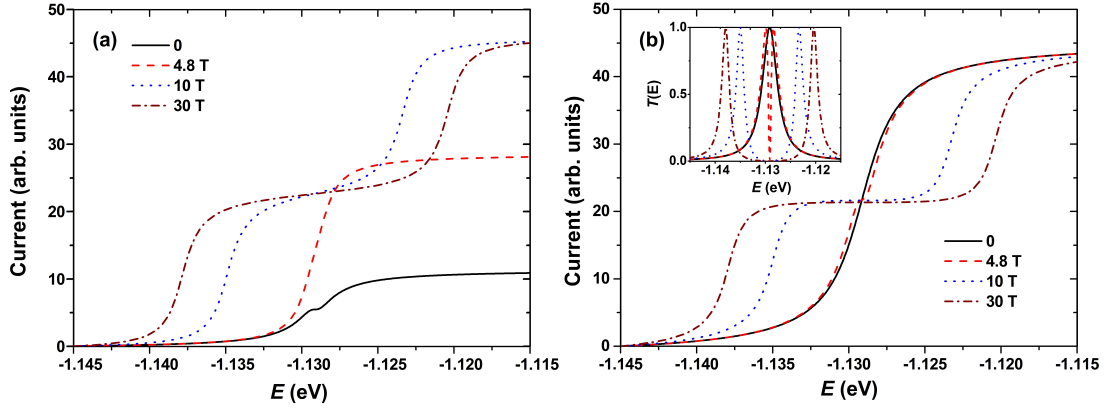 (a)
0
4.8 T
10 T
30 T
Current (arb. units)
50
40
30
20
10
0
-1.145
-1.140
-1.135
-1.130
-1.125
-1.120
-1.115
E (eV)
(b)
T(E)
1.0
0.5
0.0
-1.14
-1.13
-1.12
E (eV)
0
4.8 T
10 T
30 T
Current (arb. units)
50
40
30
20
10
0
-1.145
-1.140
-1.135
-1.130
-1.125
-1.120
-1.115
E (eV)